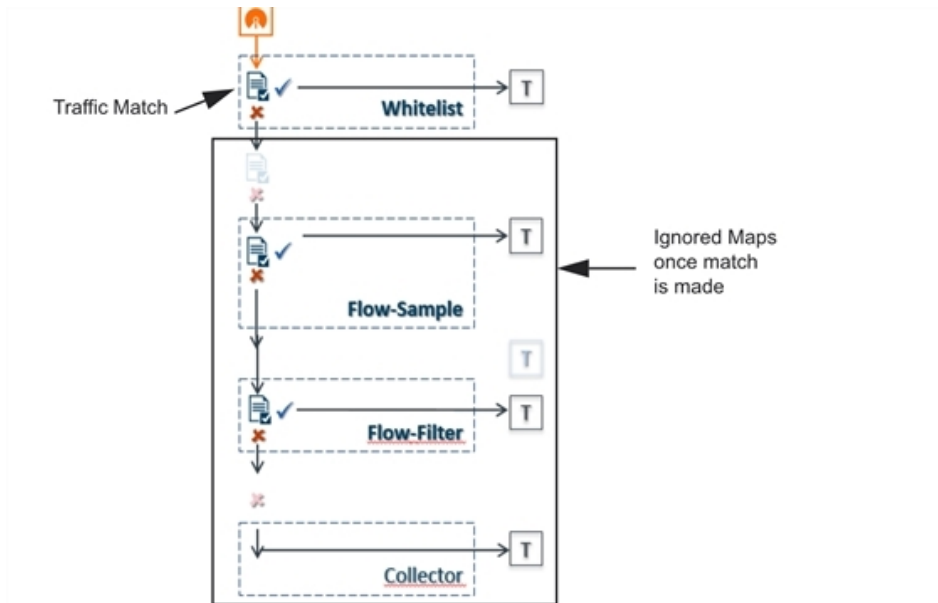 Traffic Match
T
Whitelist
T
Flow-Sample
Ignored Maps
once match
is made
T
T
Flow-Filter
T
Collector